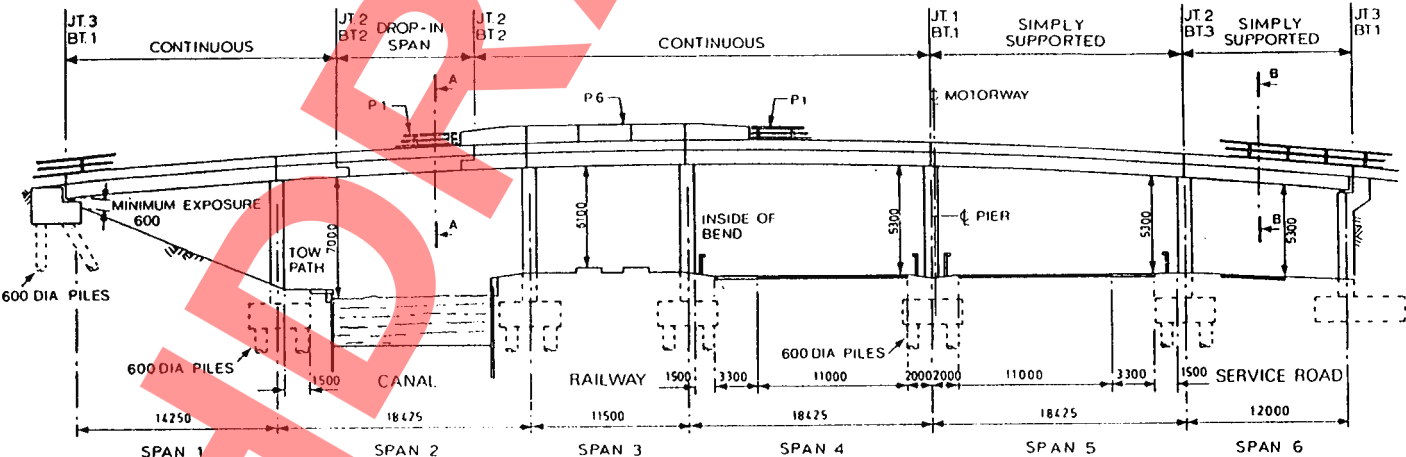 JT.3
BT.1
CONTINUOUS
JT.2
BT.2
DROP-IN
SPAN
JT.2
BT.2
CONTINUOUS
JT.1
BT.1
SIMPLY
SUPPORTED
JT.2
BT.3
SIMPLY
SUPPORTED
JT.3
BT.1
A
P1
P6
P1
MOTORWAY
B
MINIMUM EXPOSURE
600
7000
A
5100
INSIDE OF
BEND
5300
℄ PIER
5300
B
5300
TOW
PATH
600 DIA PILES
600 DIA PILES
1500
CANAL
RAILWAY
1500
3300
11000
600 DIA PILES
2000
2000
11000
3300
1500
SERVICE ROAD
14250
18425
11500
18425
18425
12000
SPAN 1
SPAN 2
SPAN 3
SPAN 4
SPAN 5
SPAN 6